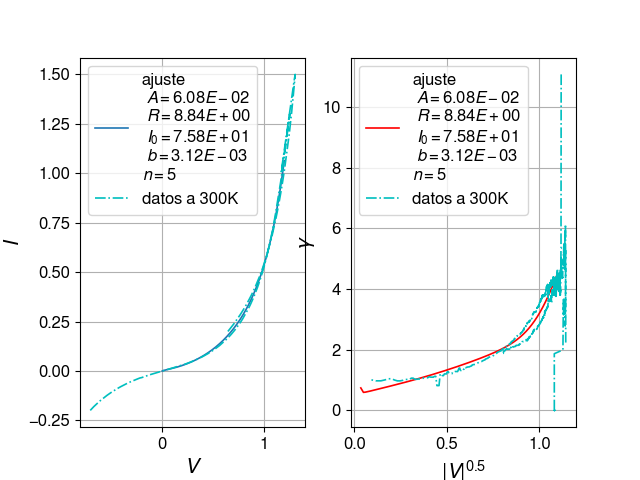 1.50
1.25
1.00
0.75
0.50
0.25
0.00
−0.25
I
0
1
V
ajuste
A = 6.08E − 02
R = 8.84E + 00
I₀ = 7.58E + 01
b = 3.12E − 03
n = 5
datos a 300K
10
8
6
4
2
0
γ
0.0
0.5
1.0
|V|^0.5
ajuste
A = 6.08E − 02
R = 8.84E + 00
I₀ = 7.58E + 01
b = 3.12E − 03
n = 5
datos a 300K